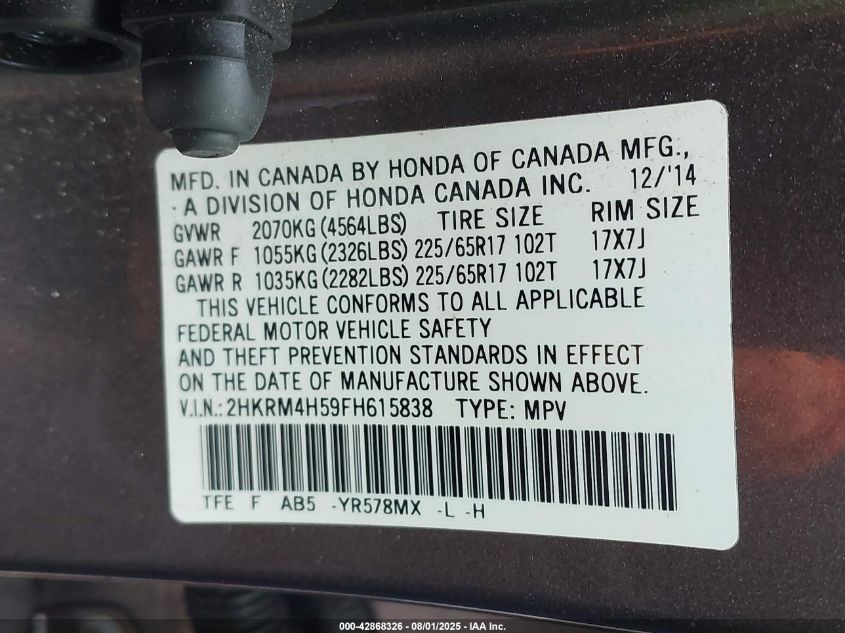 MFD. IN CANADA BY HONDA OF CANADA MFG.,
- A DIVISION OF HONDA CANADA INC. 12/'14
GVWR 2070KG(4564LBS) TIRE SIZE RIM SIZE
GAWR F 1055KG(2326LBS) 225/65R17 102T 17X7J
GAWR R 1035KG(2282LBS) 225/65R17 102T 17X7J
THIS VEHICLE CONFORMS TO ALL APPLICABLE
FEDERAL MOTOR VEHICLE SAFETY
AND THEFT PREVENTION STANDARDS IN EFFECT
ON THE DATE OF MANUFACTURE SHOWN ABOVE.
V.I.N.: 2HKRM4H59FH615838 TYPE: MPV
TFE F AB5 -YR578MX -L -H
000-42868326 - 08/01/2025 - IAA Inc.